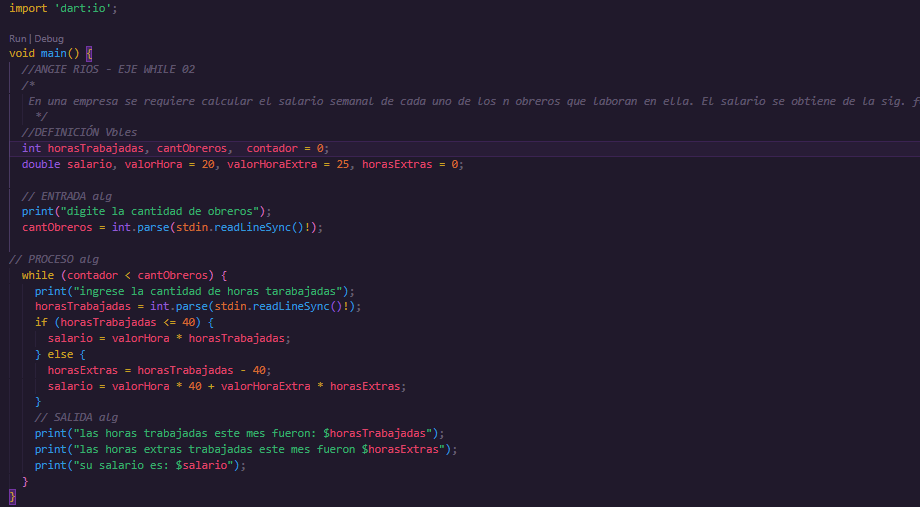 import 'dart:io';
Run | Debug
void main() {
//ANGIE RIOS - EJE WHILE 02
/*
En una empresa se requiere calcular el salario semanal de cada uno de los n obreros que laboran en ella. El salario se obtiene de la sig. f
*/
//DEFINICIÓN Vbles
int horasTrabajadas, cantObreros,  contador = 0;
double salario, valorHora = 20, valorHoraExtra = 25, horasExtras = 0;
// ENTRADA alg
print("digite la cantidad de obreros");
cantObreros = int.parse(stdin.readLineSync()!);
// PROCESO alg
while (contador < cantObreros) {
print("ingrese la cantidad de horas tarabajadas");
horasTrabajadas = int.parse(stdin.readLineSync()!);
if (horasTrabajadas <= 40) {
salario = valorHora * horasTrabajadas;
} else {
horasExtras = horasTrabajadas - 40;
salario = valorHora * 40 + valorHoraExtra * horasExtras;
}
// SALIDA alg
print("las horas trabajadas este mes fueron: $horasTrabajadas");
print("las horas extras trabajadas este mes fueron $horasExtras");
print("su salario es: $salario");
}
}